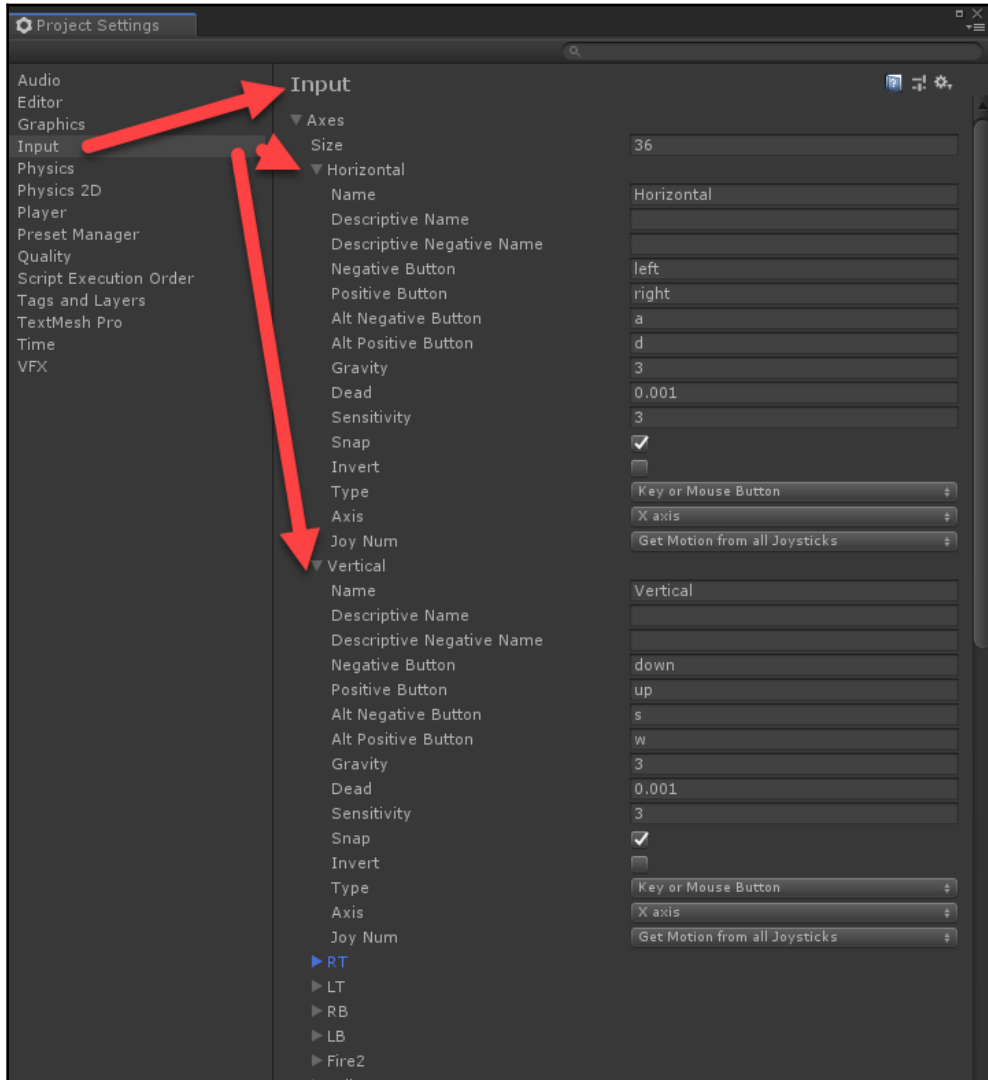 Project Settings
Audio
Editor
Graphics
Input
Physics
Physics 2D
Player
Preset Manager
Quality
Script Execution Order
Tags and Layers
TextMesh Pro
Time
VFX
Input
Axes
Size 36
Horizontal
Name Horizontal
Descriptive Name
Descriptive Negative Name
Negative Button left
Positive Button right
Alt Negative Button a
Alt Positive Button d
Gravity 3
Dead 0.001
Sensitivity 3
Snap
Invert
Type Key or Mouse Button
Axis X axis
Joy Num Get Motion from all Joysticks
Vertical
Name Vertical
Descriptive Name
Descriptive Negative Name
Negative Button down
Positive Button up
Alt Negative Button s
Alt Positive Button w
Gravity 3
Dead 0.001
Sensitivity 3
Snap
Invert
Type Key or Mouse Button
Axis X axis
Joy Num Get Motion from all Joysticks
RT
LT
RB
LB
Fire2